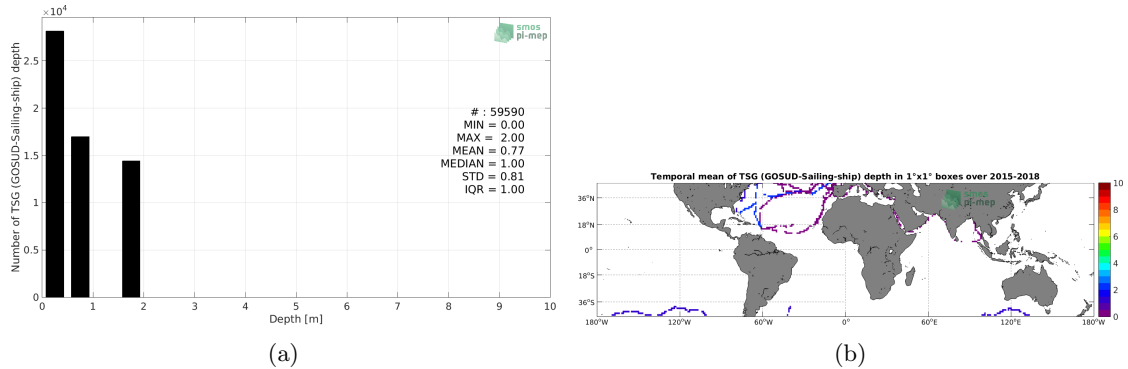 ×10⁴
smos
pi-mep
Number of TSG (GOSUD-Sailing-ship) depth
2.5
2
1.5
1
0.5
0
# : 59590
MIN = 0.00
MAX = 2.00
MEAN = 0.77
MEDIAN = 1.00
STD = 0.81
IQR = 1.00
0 1 2 3 4 5 6 7 8 9 10
Depth [m]
(a)
Temporal mean of TSG (GOSUD-Sailing-ship) depth in 1°x1° boxes over 2015-2018
smos
pi-mep
36°N
18°N
0°
18°S
36°S
180°W 120°W 60°W 0° 60°E 120°E 180°W
10
8
6
4
2
0
(b)